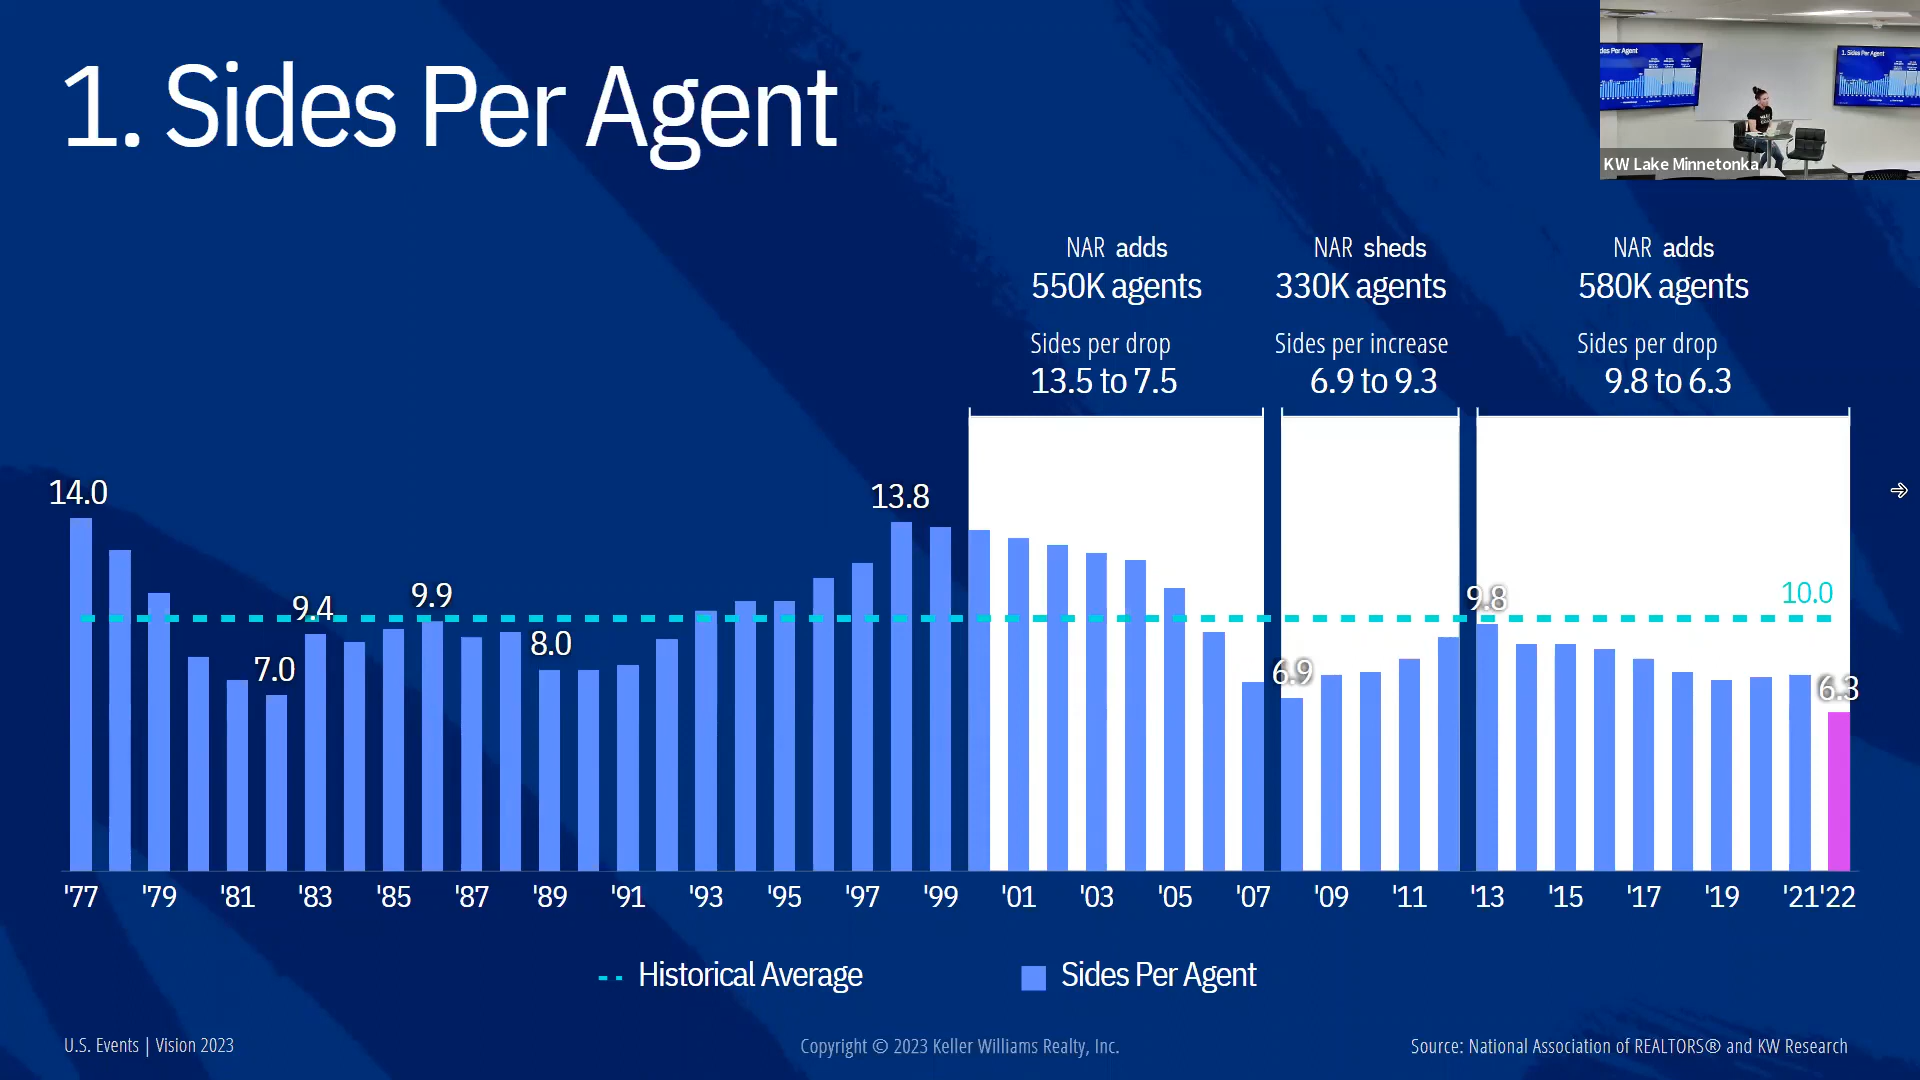 1. Sides Per Agent
KW Lake Minnetonka
NAR adds
550K agents
Sides per drop
13.5 to 7.5
NAR sheds
330K agents
Sides per increase
6.9 to 9.3
NAR adds
580K agents
Sides per drop
9.8 to 6.3
14.0
7.0
9.4
9.9
8.0
13.8
6.9
9.8
10.0
6.3
'77 '79 '81 '83 '85 '87 '89 '91 '93 '95 '97 '99 '01 '03 '05 '07 '09 '11 '13 '15 '17 '19 '21 '22
Historical Average
Sides Per Agent
U.S. Events | Vision 2023
Copyright © 2023 Keller Williams Realty, Inc.
Source: National Association of REALTORS® and KW Research